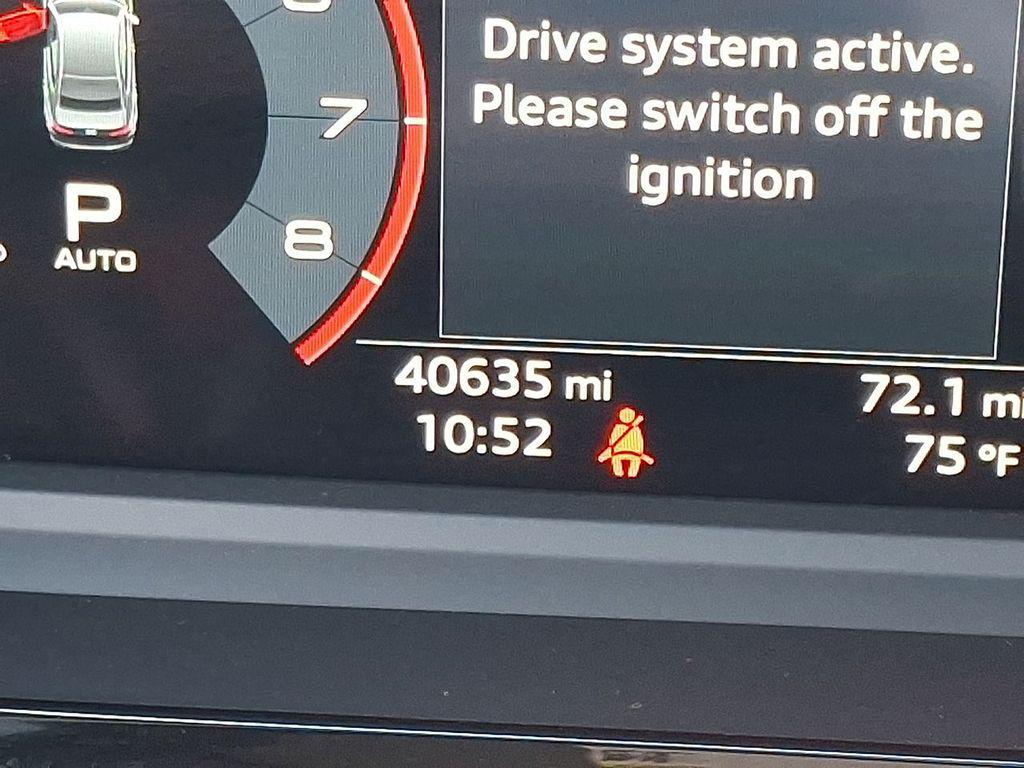 Drive system active.
Please switch off the
ignition
7
8
P
AUTO
40635 mi
72.1 mi
10:52
75 °F